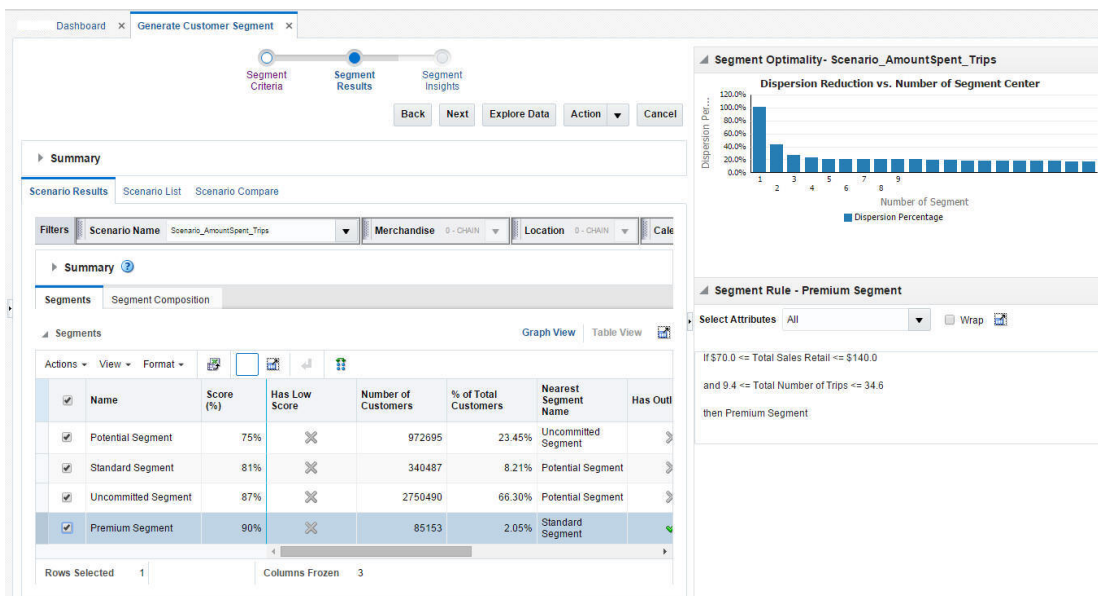 Dashboard × Generate Customer Segment ×
Segment Criteria
Segment Results
Segment Insights
Back Next Explore Data Action Cancel
Summary
Scenario Results Scenario List Scenario Compare
Filters Scenario Name Scenario_AmountSpent_Trips Merchandise 0 - CHAIN Location 0 - CHAIN Cale
Summary ?
Segments Segment Composition
Segments Graph View Table View
Actions View Format
Name Score (%) Has Low Score Number of Customers % of Total Customers Nearest Segment Name Has Outl
Potential Segment 75% 972695 23.45% Uncommitted Segment
Standard Segment 81% 340487 8.21% Potential Segment
Uncommitted Segment 87% 2750490 66.30% Potential Segment
Premium Segment 90% 85153 2.05% Standard Segment
Rows Selected 1 Columns Frozen 3
Segment Optimality- Scenario_AmountSpent_Trips
Dispersion Reduction vs. Number of Segment Center
Dispersion Per...
120.0%
100.0%
80.0%
60.0%
40.0%
20.0%
0.0%
1 2 3 4 5 6 7 8 9
Number of Segment
Dispersion Percentage
Segment Rule - Premium Segment
Select Attributes All Wrap
If $70.0 <= Total Sales Retail <= $140.0
and 9.4 <= Total Number of Trips <= 34.6
then Premium Segment